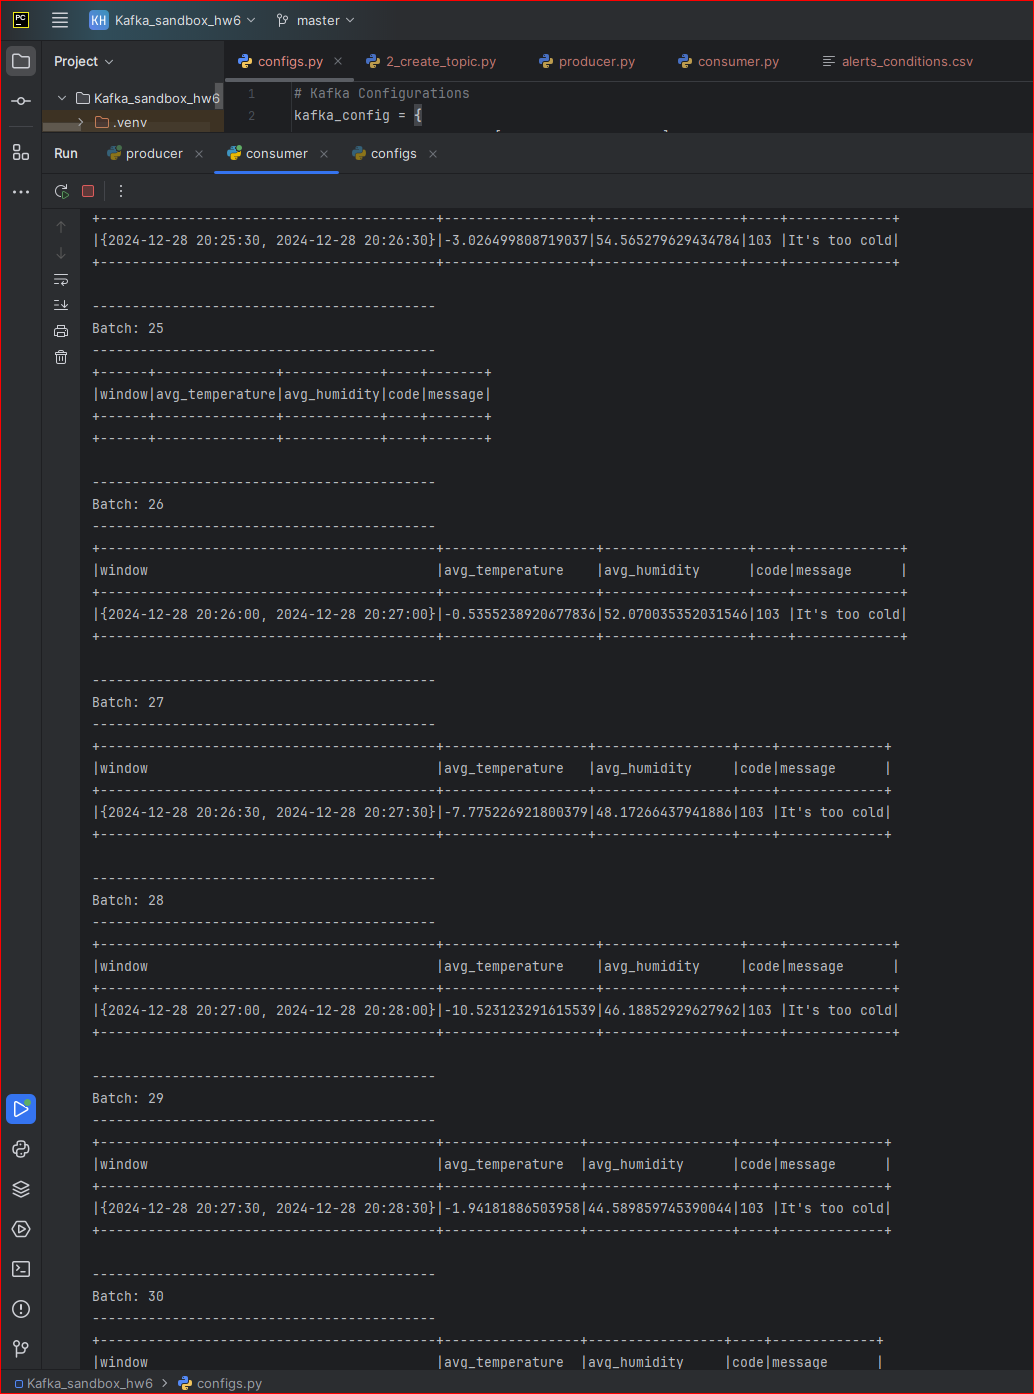 PC KH Kafka_sandbox_hw6 master
Project configs.py 2_create_topic.py producer.py consumer.py alerts_conditions.csv
Kafka_sandbox_hw6 1 # Kafka Configurations
.venv 2 kafka_config = {
Run producer consumer configs
+------------------------------------------+------------------+------------------+----+-------------+
|{2024-12-28 20:25:30, 2024-12-28 20:26:30}|-3.026499808719037|54.565279629434784|103 |It's too cold|
+------------------------------------------+------------------+------------------+----+-------------+
-------------------------------------------
Batch: 25
-------------------------------------------
+------+---------------+------------+----+-------+
|window|avg_temperature|avg_humidity|code|message|
+------+---------------+------------+----+-------+
+------+---------------+------------+----+-------+
-------------------------------------------
Batch: 26
-------------------------------------------
+------------------------------------------+-------------------+------------------+----+-------------+
|window                                    |avg_temperature    |avg_humidity      |code|message      |
+------------------------------------------+-------------------+------------------+----+-------------+
|{2024-12-28 20:26:00, 2024-12-28 20:27:00}|-0.5355238920677836|52.070035352031546|103 |It's too cold|
+------------------------------------------+-------------------+------------------+----+-------------+
-------------------------------------------
Batch: 27
-------------------------------------------
+------------------------------------------+------------------+-----------------+----+-------------+
|window                                    |avg_temperature   |avg_humidity     |code|message      |
+------------------------------------------+------------------+-----------------+----+-------------+
|{2024-12-28 20:26:30, 2024-12-28 20:27:30}|-7.775226921800379|48.17266437941886|103 |It's too cold|
+------------------------------------------+------------------+-----------------+----+-------------+
-------------------------------------------
Batch: 28
-------------------------------------------
+------------------------------------------+-------------------+-----------------+----+-------------+
|window                                    |avg_temperature    |avg_humidity     |code|message      |
+------------------------------------------+-------------------+-----------------+----+-------------+
|{2024-12-28 20:27:00, 2024-12-28 20:28:00}|-10.523123291615539|46.18852929627962|103 |It's too cold|
+------------------------------------------+-------------------+-----------------+----+-------------+
-------------------------------------------
Batch: 29
-------------------------------------------
+------------------------------------------+-----------------+------------------+----+-------------+
|window                                    |avg_temperature  |avg_humidity      |code|message      |
+------------------------------------------+-----------------+------------------+----+-------------+
|{2024-12-28 20:27:30, 2024-12-28 20:28:30}|-1.94181886503958|44.589859745390044|103 |It's too cold|
+------------------------------------------+-----------------+------------------+----+-------------+
-------------------------------------------
Batch: 30
-------------------------------------------
+------------------------------------------+-----------------+-----------------+----+-------------+
|window                                    |avg_temperature  |avg_humidity     |code|message      |
Kafka_sandbox_hw6 > configs.py